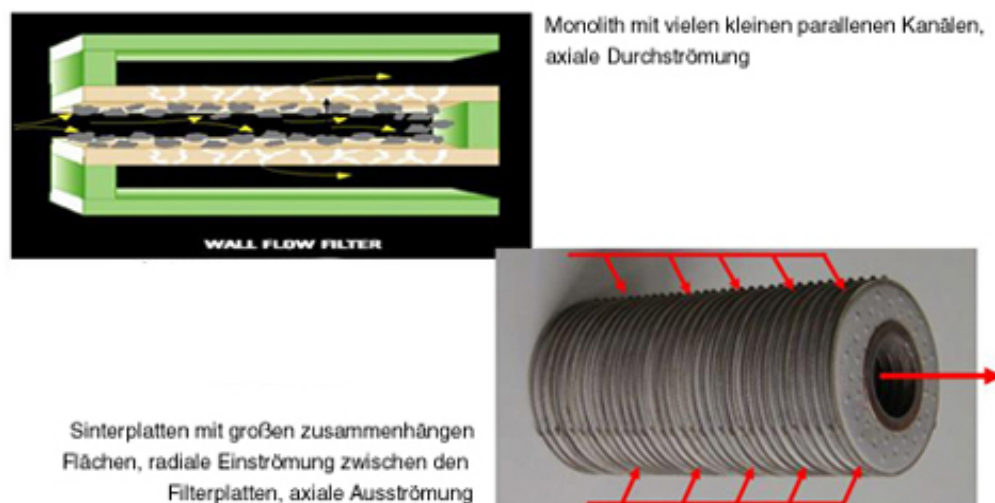 Monolith mit vielen kleinen parallenen Kanälen,
axiale Durchströmung
WALL FLOW FILTER
Sinterplatten mit großen zusammenhängen
Flächen, radiale Einströmung zwischen den
Filterplatten, axiale Ausströmung